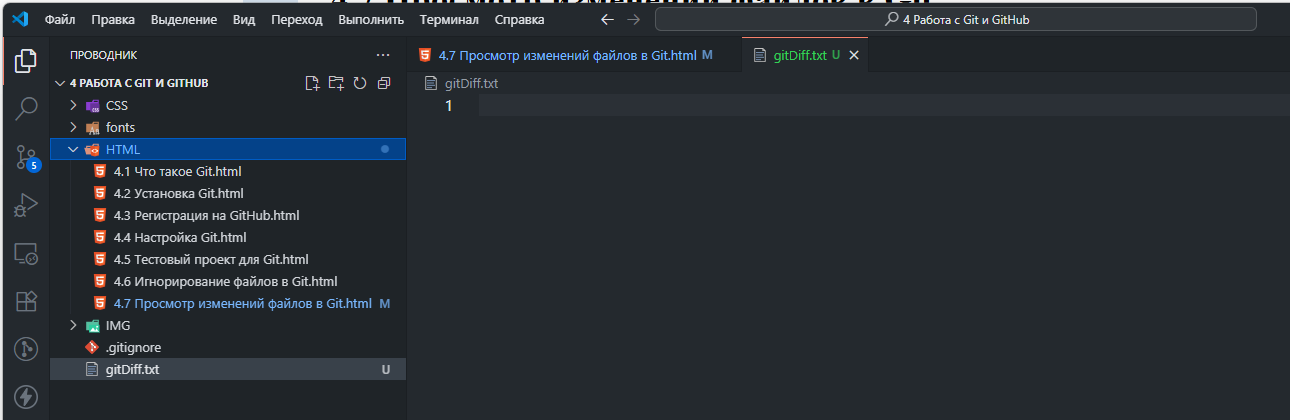 Файл Правка Выделение Вид Переход Выполнить Терминал Справка 4 Работа с Git и GitHub
ПРОВОДНИК
4 РАБОТА С GIT И GITHUB
CSS
fonts
HTML
4.1 Что такое Git.html
4.2 Установка Git.html
4.3 Регистрация на GitHub.html
4.4 Настройка Git.html
4.5 Тестовый проект для Git.html
4.6 Игнорирование файлов в Git.html
4.7 Просмотр изменений файлов в Git.html M
IMG
.gitignore
gitDiff.txt U
5
4.7 Просмотр изменений файлов в Git.html M gitDiff.txt U
gitDiff.txt
1